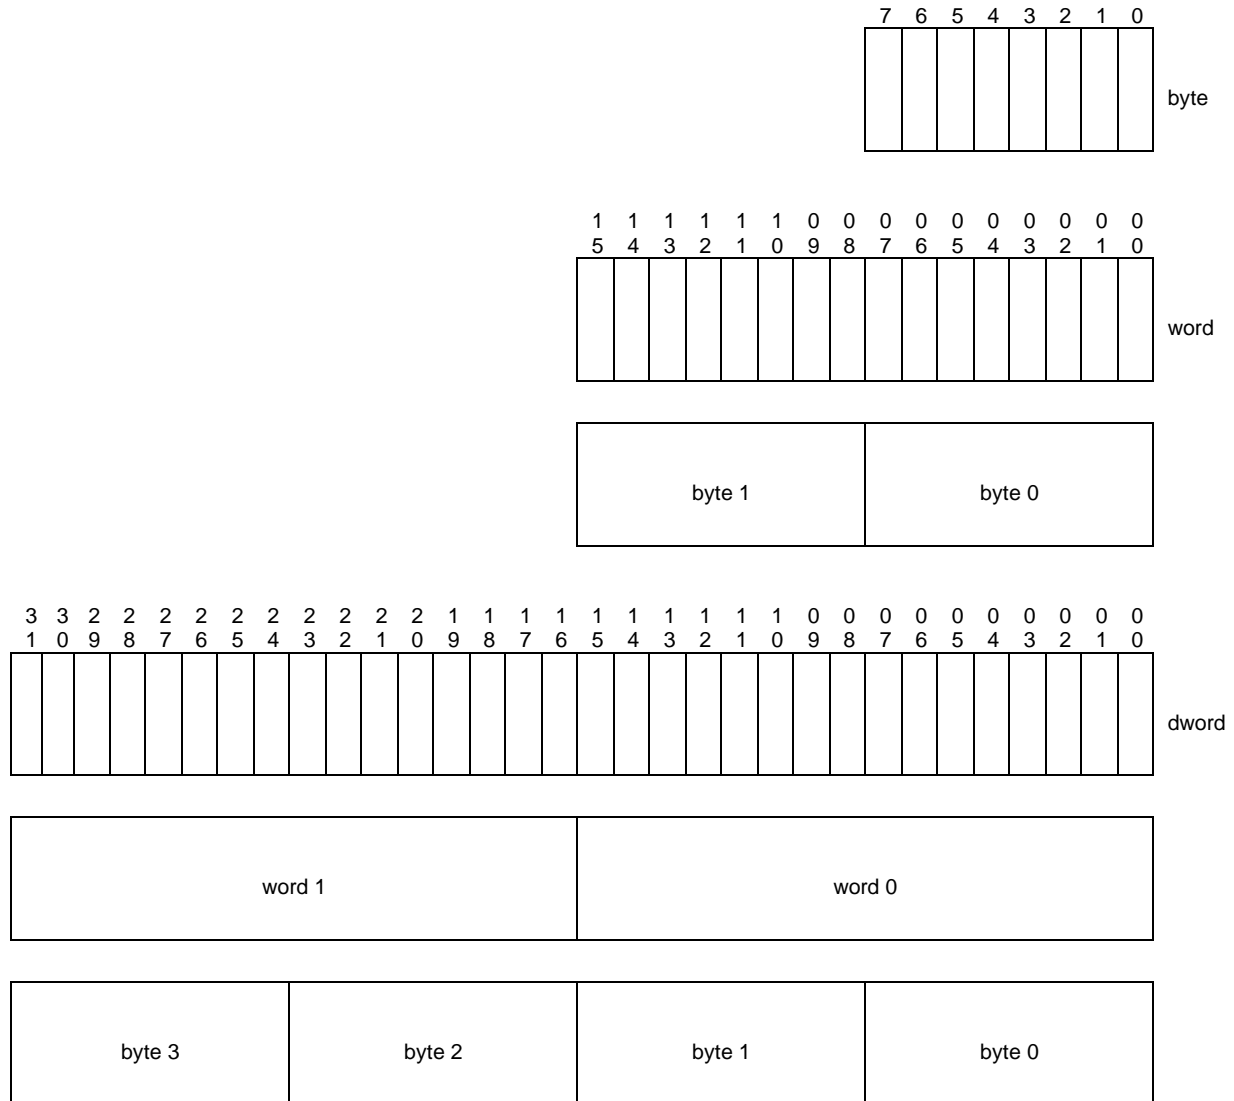 7 6 5 4 3 2 1 0
byte
1 1 1 1 1 1 0 0 0 0 0 0 0 0 0 0
5 4 3 2 1 0 9 8 7 6 5 4 3 2 1 0
word
byte 1 byte 0
3 3 2 2 2 2 2 2 2 2 2 2 1 1 1 1 1 1 1 1 1 1 0 0 0 0 0 0 0 0 0 0
1 0 9 8 7 6 5 4 3 2 1 0 9 8 7 6 5 4 3 2 1 0 9 8 7 6 5 4 3 2 1 0
dword
word 1 word 0
byte 3 byte 2 byte 1 byte 0